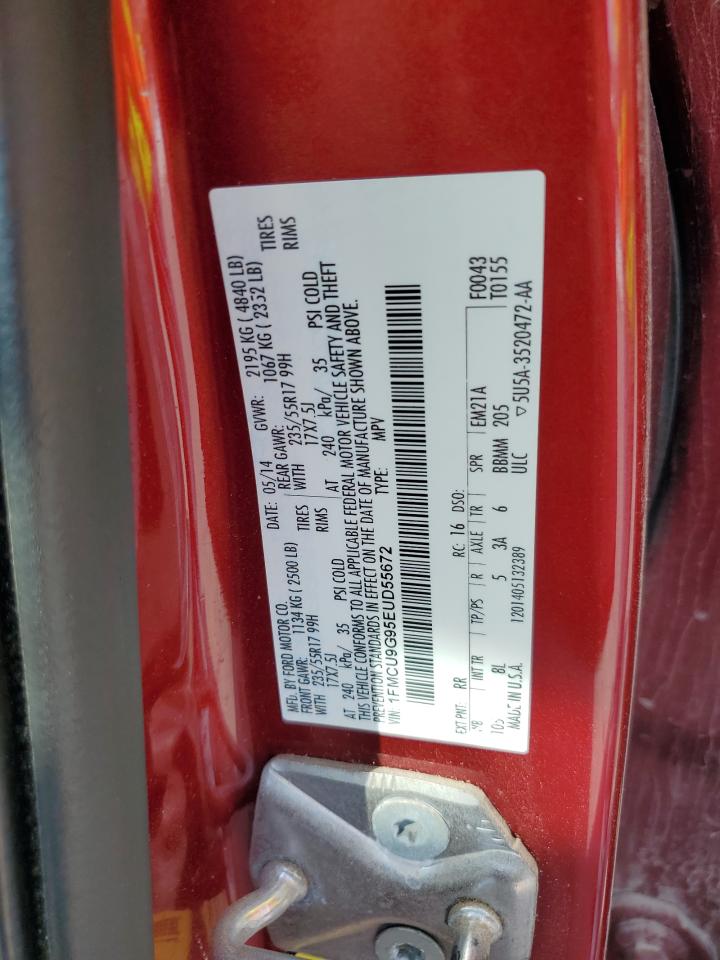 MFD. BY FORD MOTOR CO.
DATE: 05/14 GVWR: 2195 KG ( 4840 LB)
FRONT GAWR: 1134 KG ( 2500 LB) REAR GAWR: 1067 KG ( 2352 LB)
WITH 235/55R17 99H TIRES WITH 235/55R17 99H TIRES
17X7.5J RIMS 17X7.5J RIMS
AT 240 kPa/ 35 PSI COLD AT 240 kPa/ 35 PSI COLD
THIS VEHICLE CONFORMS TO ALL APPLICABLE FEDERAL MOTOR VEHICLE SAFETY AND THEFT
PREVENTION STANDARDS IN EFFECT ON THE DATE OF MANUFACTURE SHOWN ABOVE.
VIN: 1FMCU9G95EUD55672 TYPE: MPV
EXT PNT: RR RC: 16 DSO: F0043
WB INT TR TP/PS R AXLE TR SPR EM21A T0155
105 BL 5 3A 6 BBMM 205
MADE IN U.S.A. 1201405132389 ULC ▽ 5U5A-3520472-AA